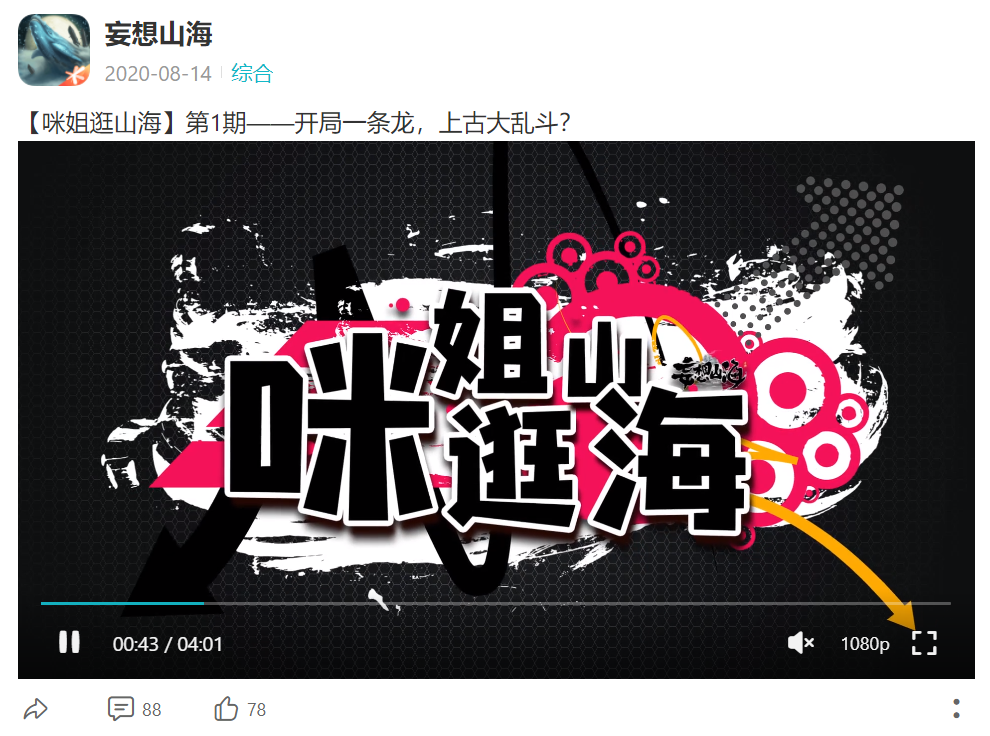 妄想山海
2020-08-14 综合
【咪姐逛山海】第1期——开局一条龙，上古大乱斗？
咪姐逛山海
妄想山海
00:43 / 04:01 1080p
88 78